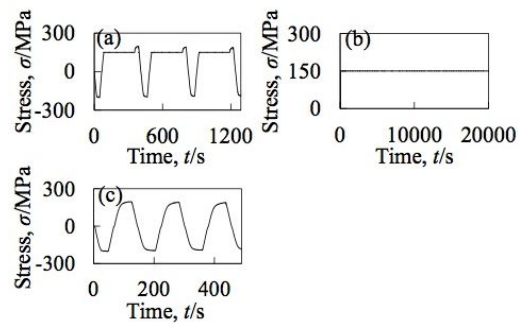 (a)
Stress, σ/MPa
300
0
-300
0 600 1200
Time, t/s
(b)
Stress, σ/MPa
300
150
0
0 10000 20000
Time, t/s
(c)
Stress, σ/MPa
300
0
-300
0 200 400
Time, t/s